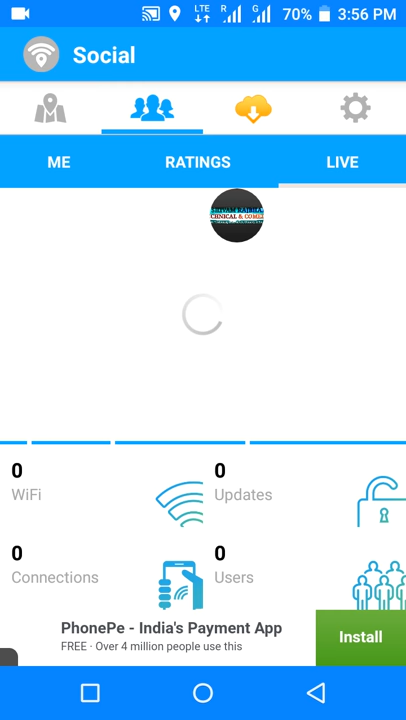 LTE R G 70% 3:56 PM
Social
ME RATINGS LIVE
CHNICAL & COME
0 0
WiFi Updates
0 0
Connections Users
PhonePe - India's Payment App
FREE · Over 4 million people use this
Install